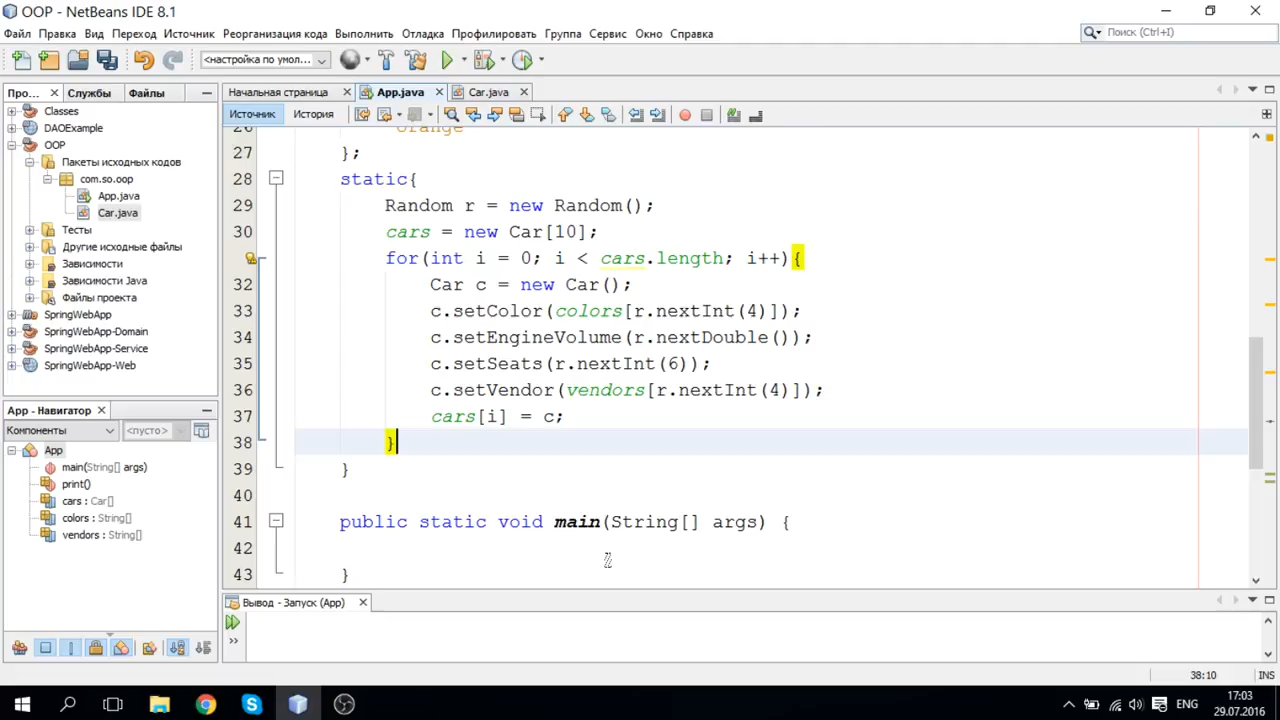 OOP - NetBeans IDE 8.1
Файл Правка Вид Переход Источник Реорганизация кода Выполнить Отладка Профилировать Группа Сервис Окно Справка
Поиск (Ctrl+I)
<настройка по умол...
Про... Службы Файлы
Classes
DAOExample
OOP
Пакеты исходных кодов
com.so.oop
App.java
Car.java
Тесты
Другие исходные файлы
Зависимости
Зависимости Java
Файлы проекта
SpringWebApp
SpringWebApp-Domain
SpringWebApp-Service
SpringWebApp-Web
App - Навигатор
Компоненты <пусто>
App
main(String[] args)
print()
cars : Car[]
colors : String[]
vendors : String[]
Начальная страница App.java Car.java
Источник История
26 "orange"
27 };
28 static{
29 Random r = new Random();
30 cars = new Car[10];
for(int i = 0; i < cars.length; i++){
32 Car c = new Car();
33 c.setColor(colors[r.nextInt(4)]);
34 c.setEngineVolume(r.nextDouble());
35 c.setSeats(r.nextInt(6));
36 c.setVendor(vendors[r.nextInt(4)]);
37 cars[i] = c;
38 }
39 }
40
41 public static void main(String[] args) {
42
43 }
Вывод - Запуск (App)
38:10 INS
ENG
17:03
29.07.2016